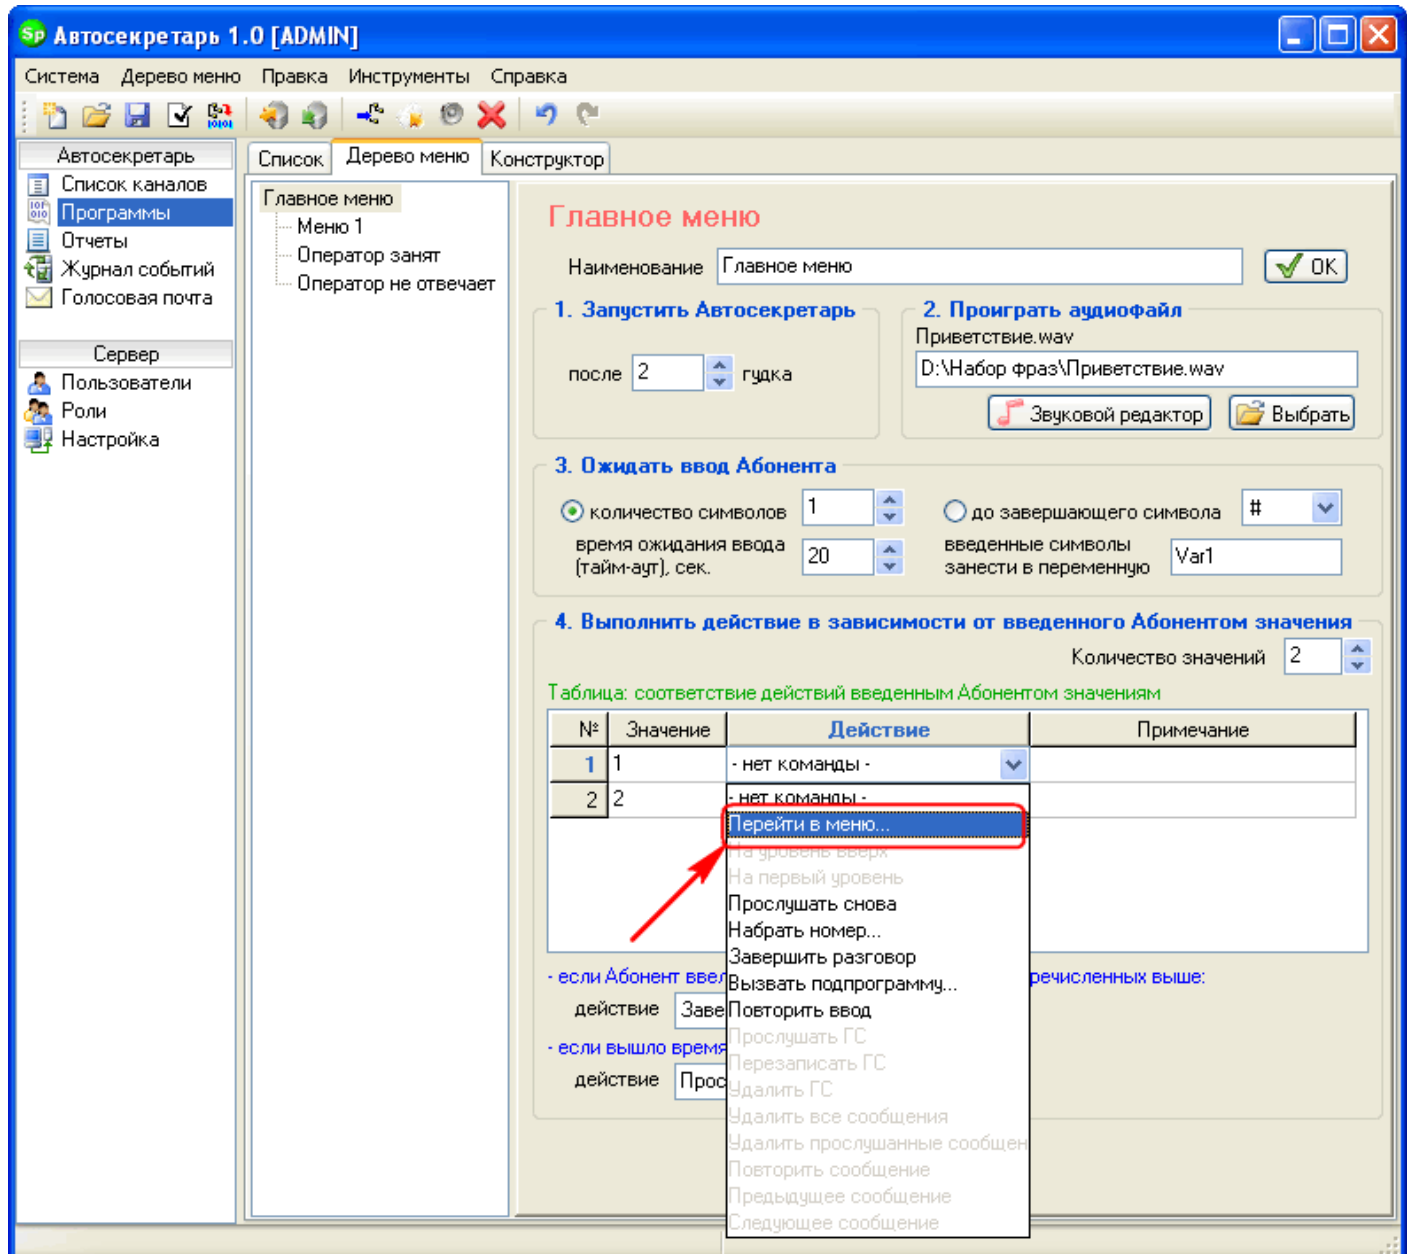 Sp Автосекретарь 1.0 [ADMIN]
Система Дерево меню Правка Инструменты Справка
Автосекретарь
Список каналов
Программы
Отчеты
Журнал событий
Голосовая почта
Сервер
Пользователи
Роли
Настройка
Список Дерево меню Конструктор
Главное меню
Меню 1
Оператор занят
Оператор не отвечает
Главное меню
Наименование Главное меню OK
1. Запустить Автосекретарь
после 2 гудка
2. Проиграть аудиофайл
Приветствие.wav
D:\Набор фраз\Приветствие.wav
Звуковой редактор Выбрать
3. Ожидать ввод Абонента
количество символов 1 до завершающего символа #
время ожидания ввода
(тайм-аут), сек. 20
введенные символы
занести в переменную Var1
4. Выполнить действие в зависимости от введенного Абонентом значения
Количество значений 2
Таблица: соответствие действий введенным Абонентом значениям
№ Значение Действие Примечание
1 1 - нет команды -
2 2
- нет команды -
Перейти в меню...
На уровень вверх
На первый уровень
Прослушать снова
Набрать номер...
Завершить разговор
Вызвать подпрограмму...
Повторить ввод
Прослушать ГС
Перезаписать ГС
Удалить ГС
Удалить все сообщения
Удалить прослушанные сообщен
Повторить сообщение
Предыдущее сообщение
Следующее сообщение
- если Абонент ввел речисленных выше:
действие Заве
- если вышло время
действие Прос